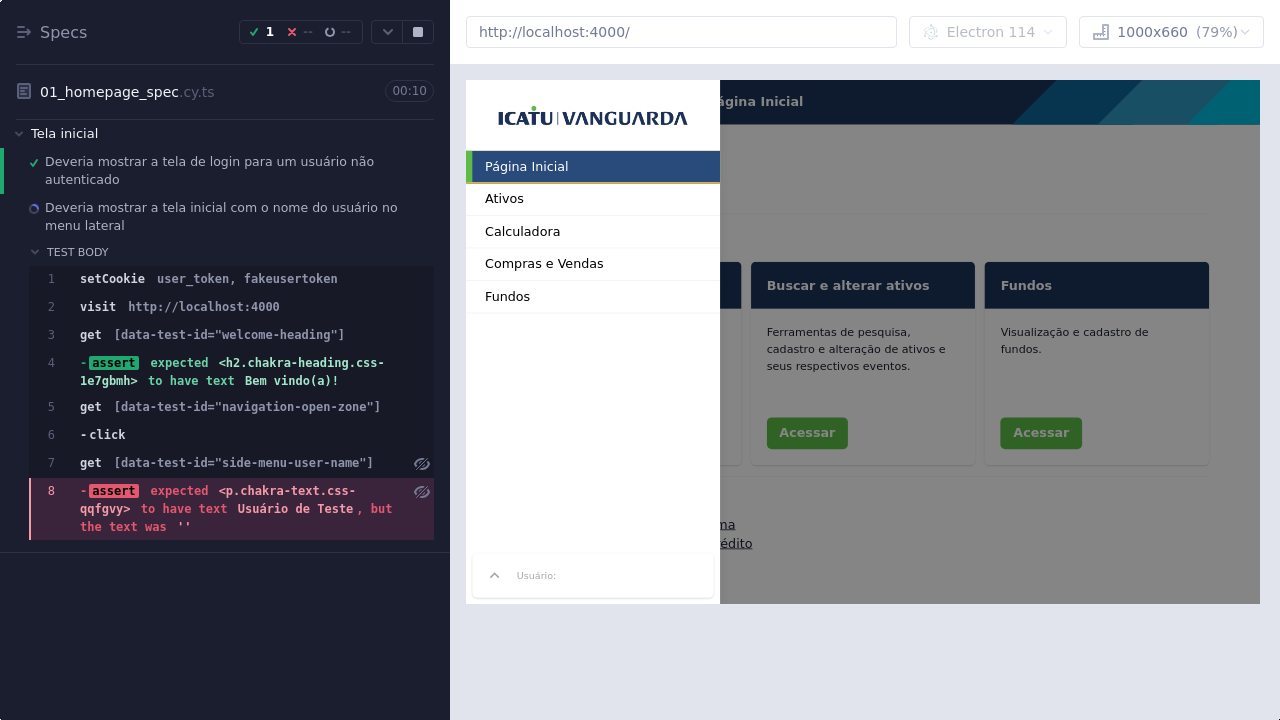 Specs
1
--
--
01_homepage_spec.cy.ts
00:10
Tela inicial
Deveria mostrar a tela de login para um usuário não
autenticado
Deveria mostrar a tela inicial com o nome do usuário no
menu lateral
TEST BODY
1 setCookie user_token, fakeusertoken
2 visit http://localhost:4000
3 get [data-test-id="welcome-heading"]
4 -assert expected <h2.chakra-heading.css-
1e7gbmh> to have text Bem vindo(a)!
5 get [data-test-id="navigation-open-zone"]
6 -click
7 get [data-test-id="side-menu-user-name"]
8 -assert expected <p.chakra-text.css-
qqfgvy> to have text Usuário de Teste, but
the text was ''
http://localhost:4000/
Electron 114
1000x660 (79%)
ICATU VANGUARDA
ágina Inicial
Página Inicial
Ativos
Calculadora
Compras e Vendas
Fundos
Usuário:
Buscar e alterar ativos
Ferramentas de pesquisa,
cadastro e alteração de ativos e
seus respectivos eventos.
Acessar
Fundos
Visualização e cadastro de
fundos.
Acessar
ma
édito